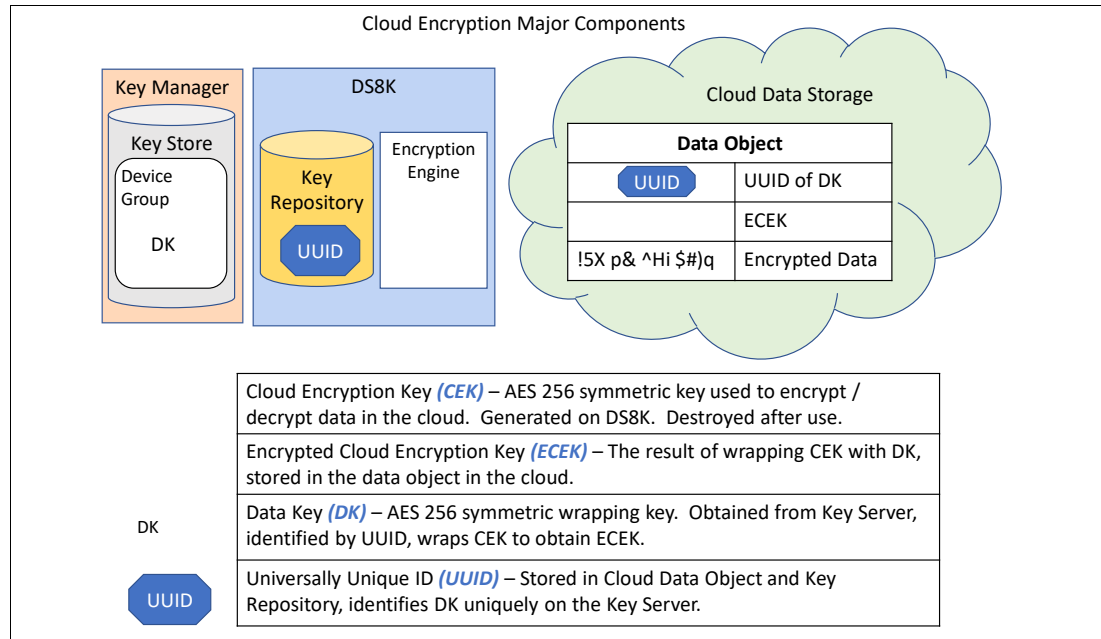 Cloud Encryption Major Components
Key Manager
Key Store
Device
Group
DK
DS8K
Key
Repository
UUID
Encryption
Engine
Cloud Data Storage
Data Object
UUID UUID of DK
ECEK
!5X p& ^Hi $#)q Encrypted Data
Cloud Encryption Key (CEK) – AES 256 symmetric key used to encrypt /
decrypt data in the cloud. Generated on DS8K. Destroyed after use.
Encrypted Cloud Encryption Key (ECEK) – The result of wrapping CEK with DK,
stored in the data object in the cloud.
DK
Data Key (DK) – AES 256 symmetric wrapping key. Obtained from Key Server,
identified by UUID, wraps CEK to obtain ECEK.
UUID
Universally Unique ID (UUID) – Stored in Cloud Data Object and Key
Repository, identifies DK uniquely on the Key Server.